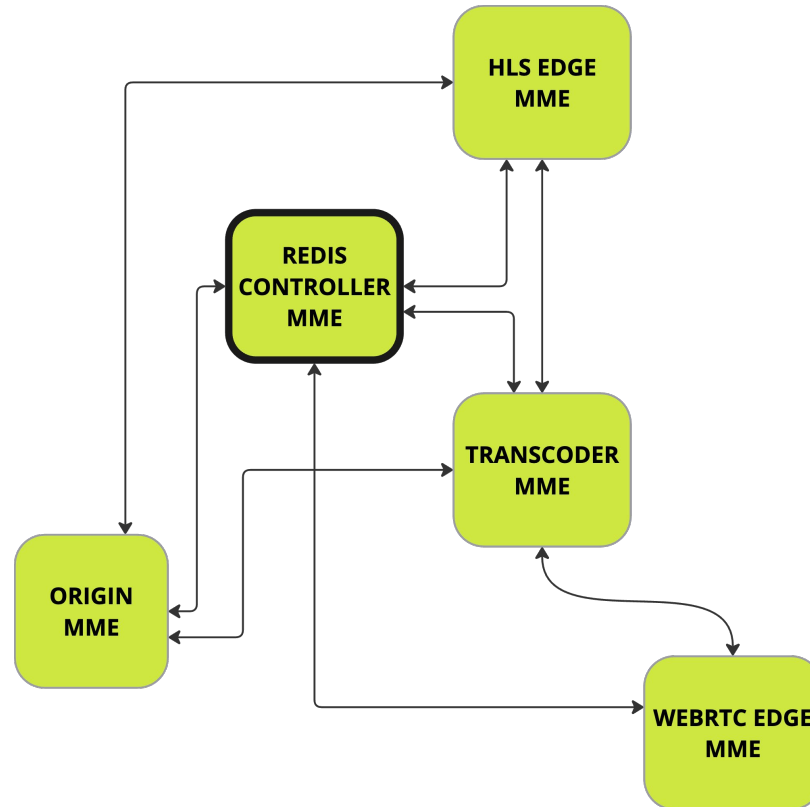 HLS EDGE
MME
REDIS
CONTROLLER
MME
TRANSCODER
MME
ORIGIN
MME
WEBRTC EDGE
MME